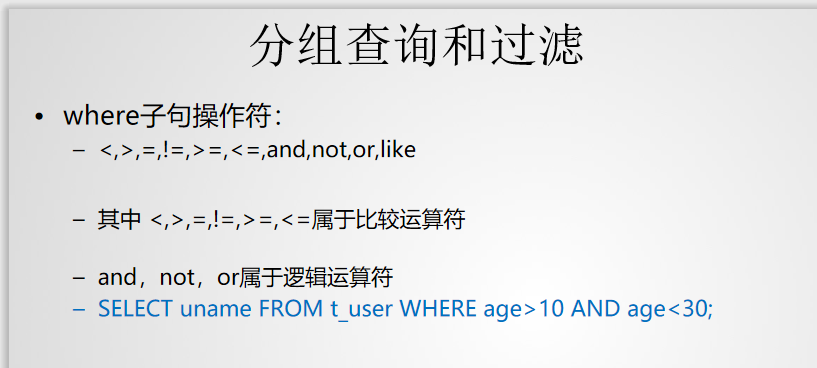 分组查询和过滤
• where子句操作符：
– <,>,=,!=,>=,<=,and,not,or,like
– 其中 <,>,=,!=,>=,<=属于比较运算符
– and，not，or属于逻辑运算符
– SELECT uname FROM t_user WHERE age>10 AND age<30;